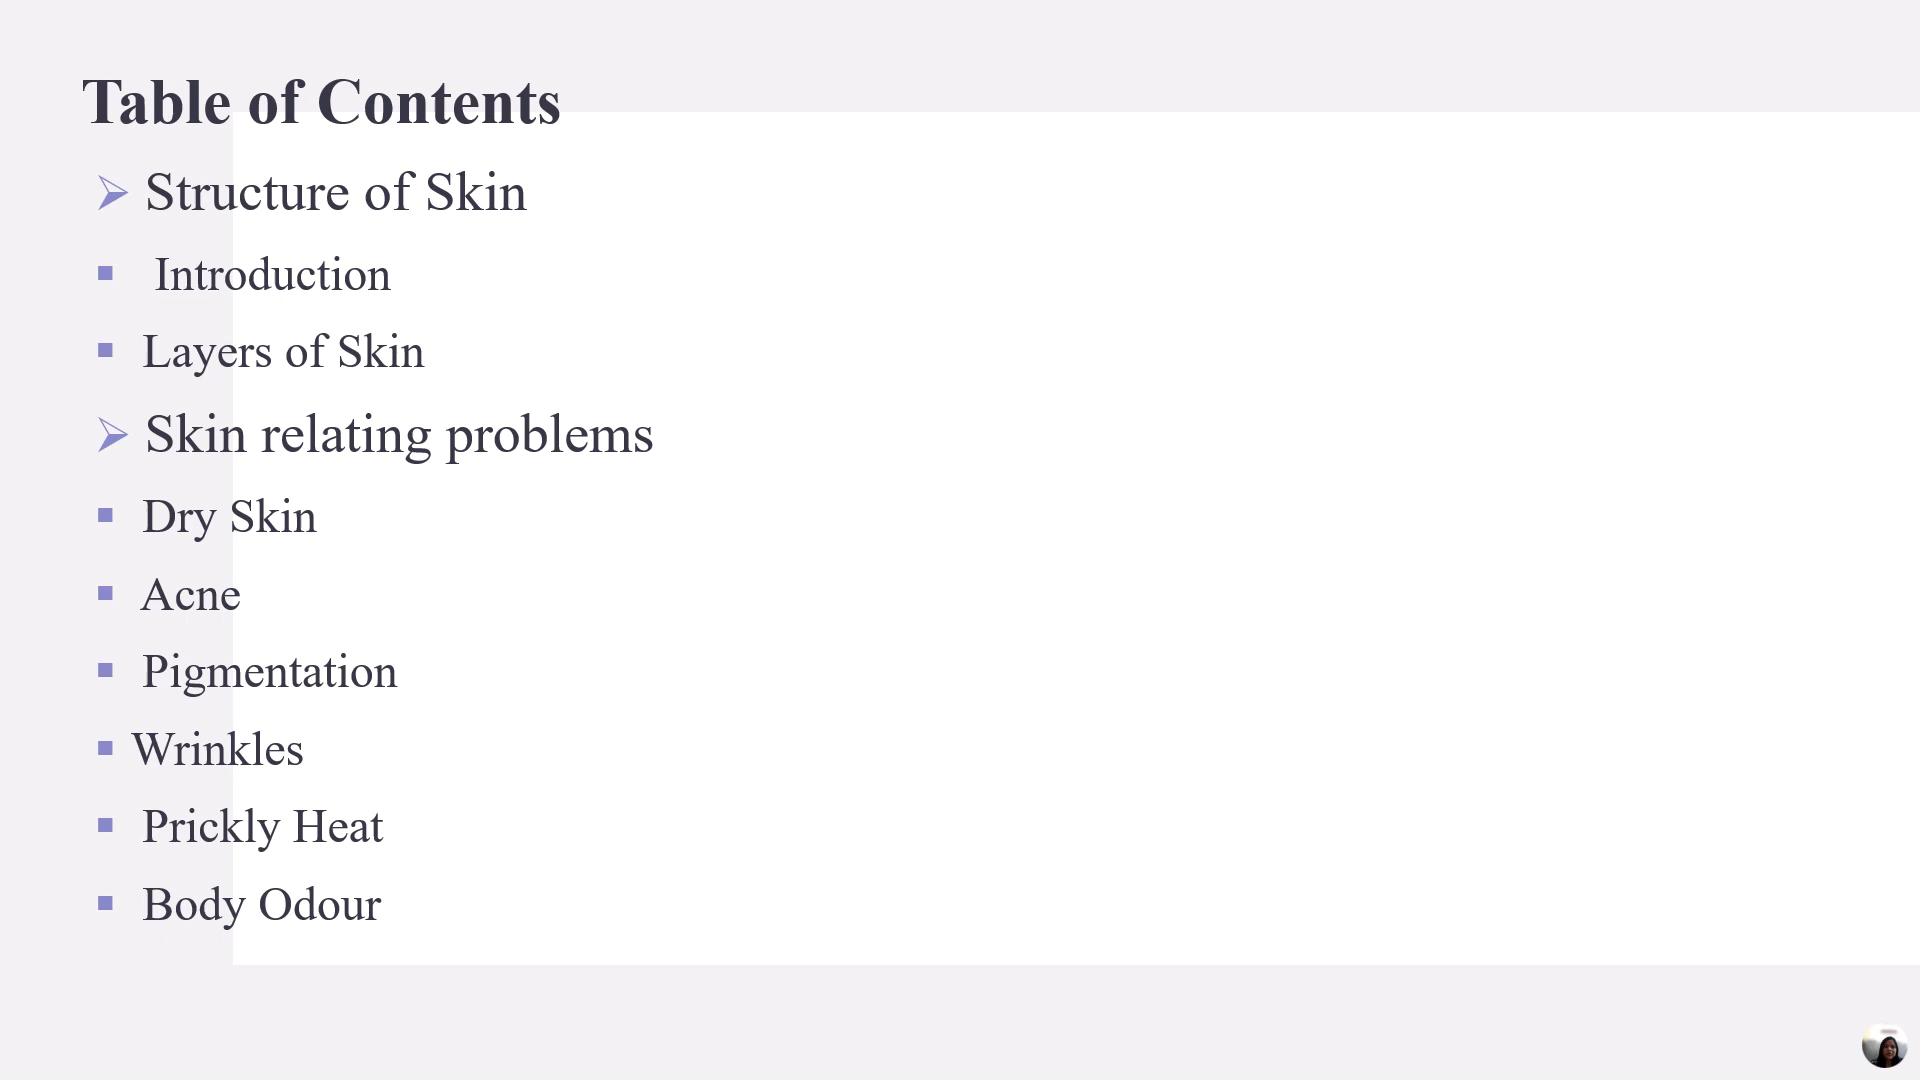 Table of Contents
Structure of Skin
Introduction
Layers of Skin
Skin relating problems
Dry Skin
Acne
Pigmentation
Wrinkles
Prickly Heat
Body Odour